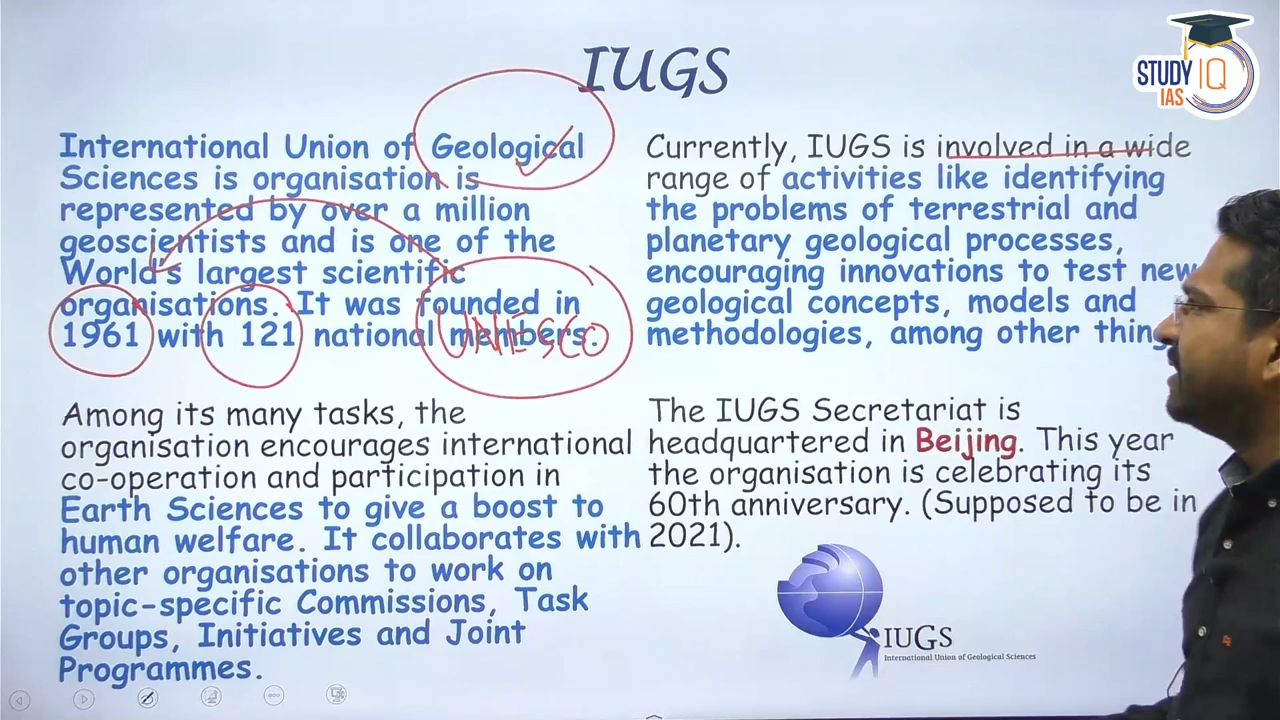 IUGS
STUDY IQ
IAS
International Union of Geological
Sciences is organisation is
represented by over a million
geoscientists and is one of the
World's largest scientific
organisations. It was founded in
1961 with 121 national members.
UNESCO
Currently, IUGS is involved in a wide
range of activities like identifying
the problems of terrestrial and
planetary geological processes,
encouraging innovations to test new
geological concepts, models and
methodologies, among other
Among its many tasks, the
organisation encourages international
co-operation and participation in
Earth Sciences to give a boost to
human welfare. It collaborates with
other organisations to work on
topic-specific Commissions, Task
Groups, Initiatives and Joint
Programmes.
The IUGS Secretariat is
headquartered in Beijing. This year
the organisation is celebrating its
60th anniversary. (Supposed to be in
2021).
IUGS
International Union of Geological Sciences